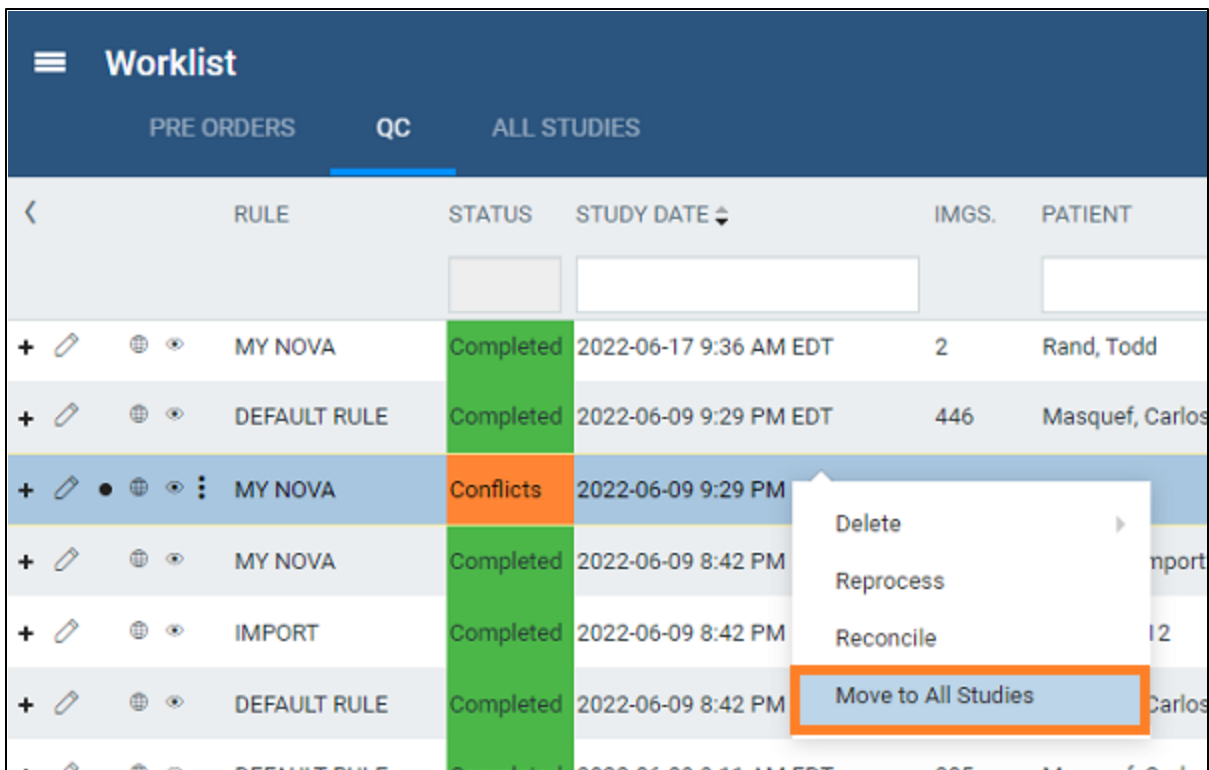 Worklist
PRE ORDERS QC ALL STUDIES
RULE STATUS STUDY DATE IMGS. PATIENT
MY NOVA Completed 2022-06-17 9:36 AM EDT 2 Rand, Todd
DEFAULT RULE Completed 2022-06-09 9:29 PM EDT 446 Masquef, Carlos
MY NOVA Conflicts 2022-06-09 9:29 PM
Delete
MY NOVA Completed 2022-06-09 8:42 PM mport
Reprocess
IMPORT Completed 2022-06-09 8:42 PM 12
Reconcile
DEFAULT RULE Completed 2022-06-09 8:42 PM Carlos
Move to All Studies